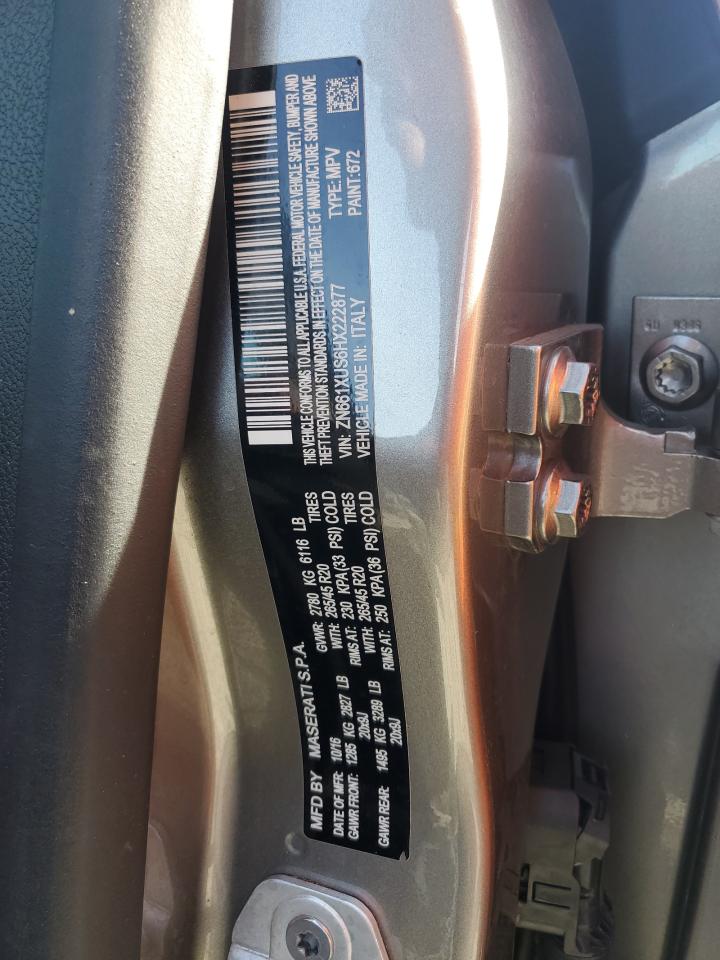 MFD BY MASERATI S.P.A.
DATE OF MFR: 10/16 GVWR: 2780 KG 6116 LB
GAWR FRONT: 1285 KG 2827 LB WITH: 265/45 R20 TIRES
20x9J RIMS AT: 230 KPA (33 PSI) COLD
GAWR REAR: 1495 KG 3289 LB WITH: 265/45 R20 TIRES
20x9J RIMS AT: 250 KPA (36 PSI) COLD
THIS VEHICLE CONFORMS TO ALL APPLICABLE U.S.A. FEDERAL MOTOR VEHICLE SAFETY, BUMPER AND
THEFT PREVENTION STANDARDS IN EFFECT ON THE DATE OF MANUFACTURE SHOWN ABOVE
VIN: ZN661XUS6HX222877 TYPE: MPV
VEHICLE MADE IN: ITALY PAINT: 672